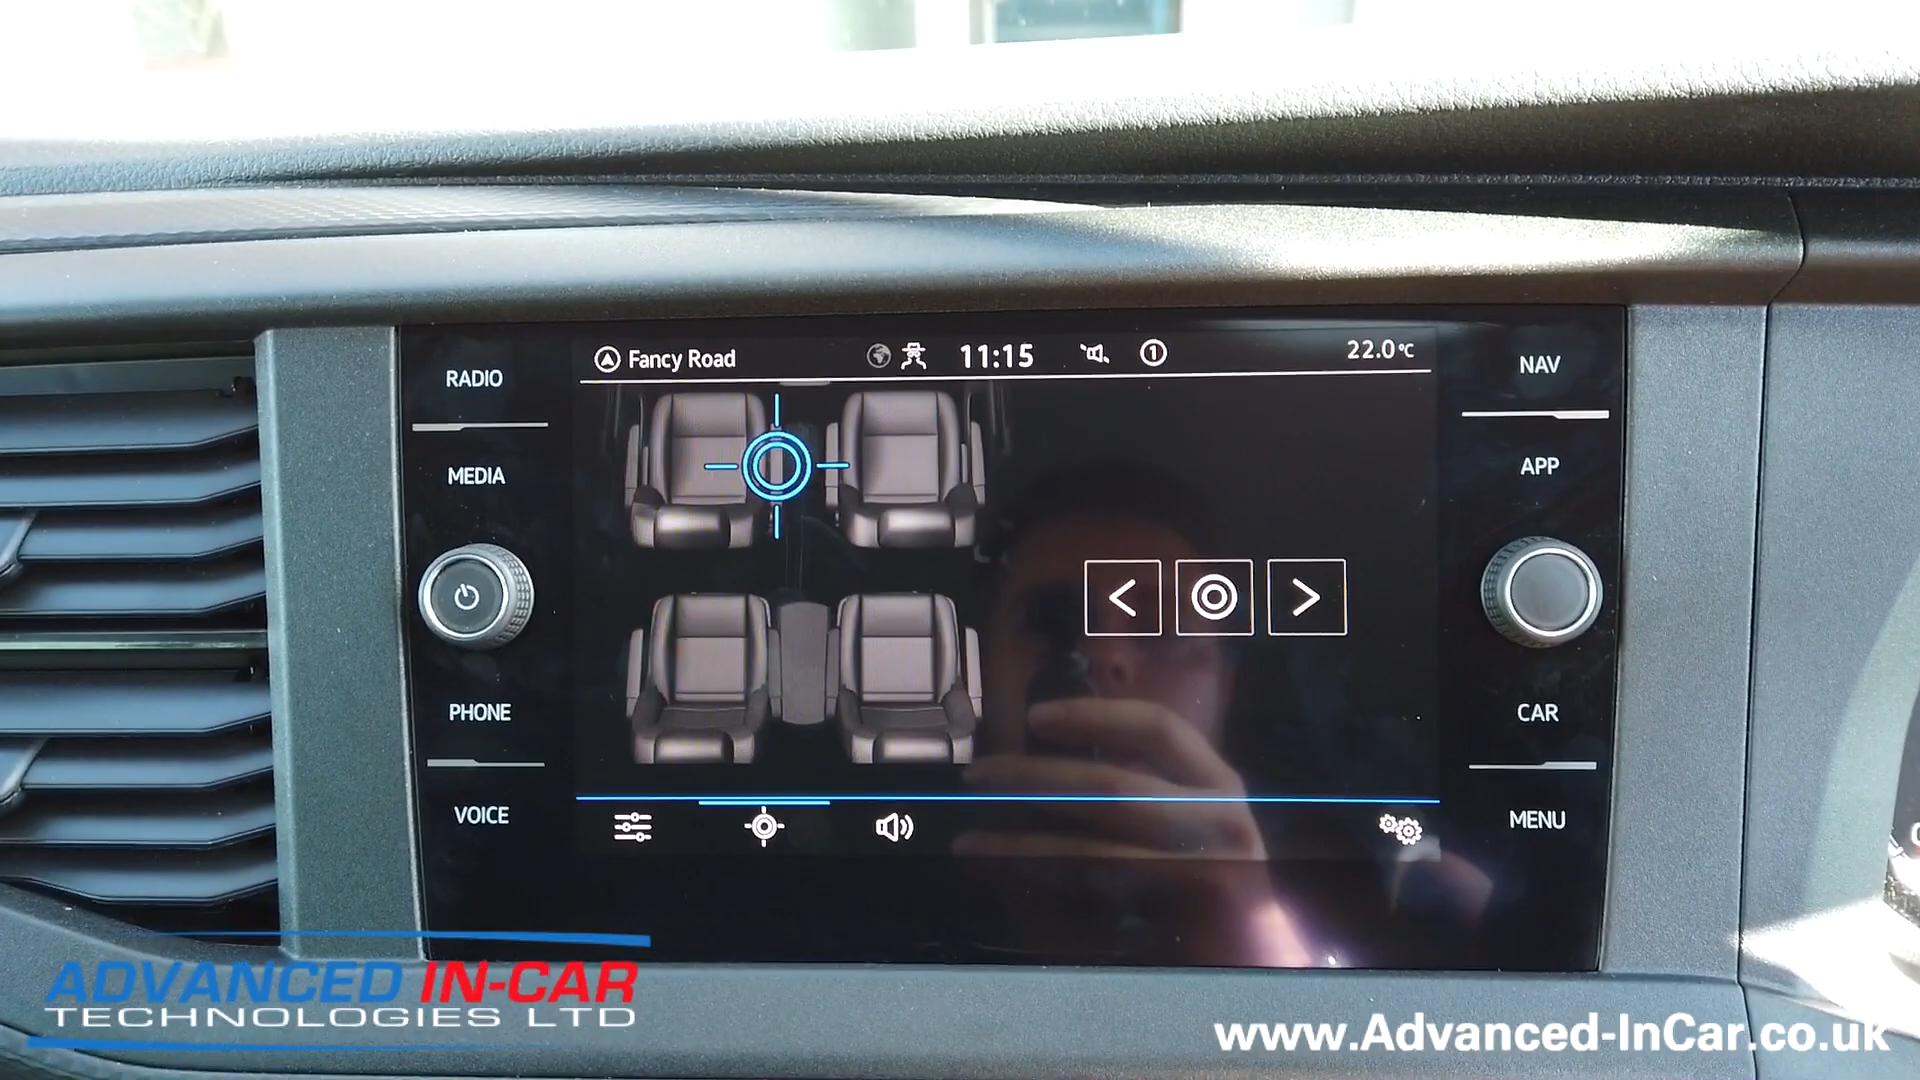 Fancy Road
11:15
1
22.0°C
RADIO
MEDIA
PHONE
VOICE
NAV
APP
CAR
MENU
ADVANCED IN-CAR
TECHNOLOGIES LTD
www.Advanced-InCar.co.uk